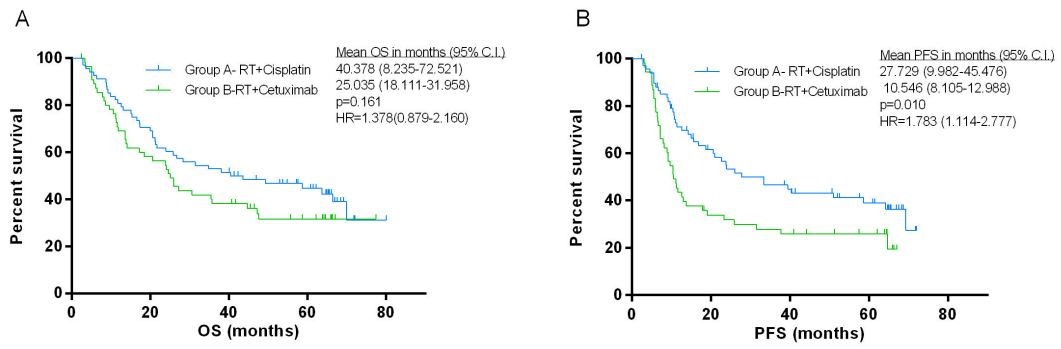 A
Mean OS in months (95% C.I.)
Group A- RT+Cisplatin 40.378 (8.235-72.521)
Group B-RT+Cetuximab 25.035 (18.111-31.958)
p=0.161
HR=1.378(0.879-2.160)
Percent survival
100
80
60
40
20
0
0 20 40 60 80
OS (months)
B
Mean PFS in months (95% C.I.)
Group A- RT+Cisplatin 27.729 (9.982-45.476)
Group B-RT+Cetuximab 10.546 (8.105-12.988)
p=0.010
HR=1.783 (1.114-2.777)
Percent survival
100
80
60
40
20
0
0 20 40 60 80
PFS (months)